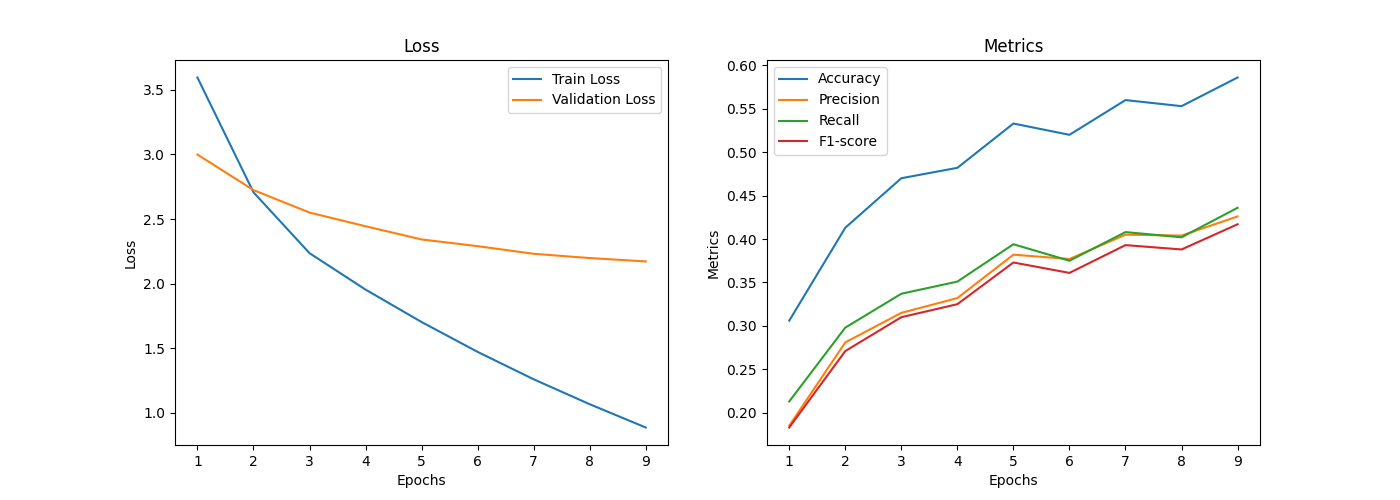 Loss
Train Loss
Validation Loss
3.5
3.0
2.5
2.0
1.5
1.0
Loss
1 2 3 4 5 6 7 8 9
Epochs
Metrics
Accuracy
Precision
Recall
F1-score
0.60
0.55
0.50
0.45
0.40
0.35
0.30
0.25
0.20
Metrics
1 2 3 4 5 6 7 8 9
Epochs